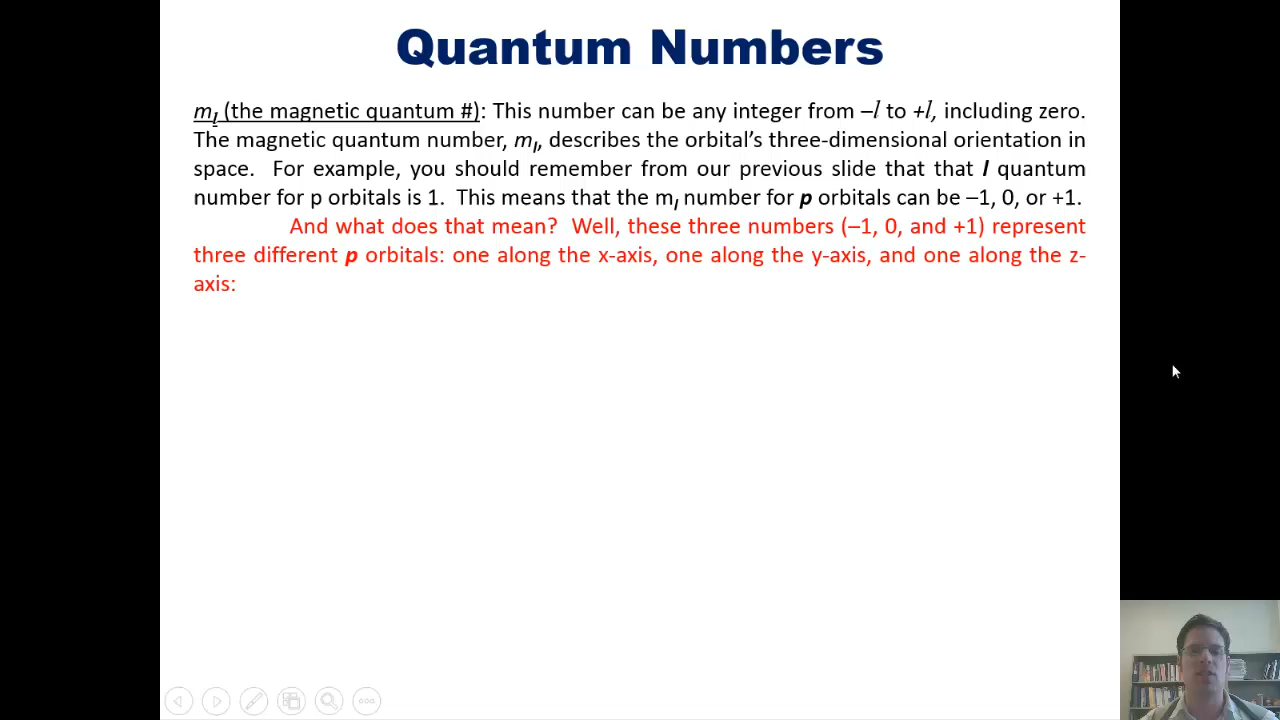 Quantum Numbers
ml (the magnetic quantum #): This number can be any integer from –l to +l, including zero.
The magnetic quantum number, ml, describes the orbital’s three-dimensional orientation in
space. For example, you should remember from our previous slide that that l quantum
number for p orbitals is 1. This means that the ml number for p orbitals can be –1, 0, or +1.
And what does that mean? Well, these three numbers (–1, 0, and +1) represent
three different p orbitals: one along the x-axis, one along the y-axis, and one along the z-
axis: